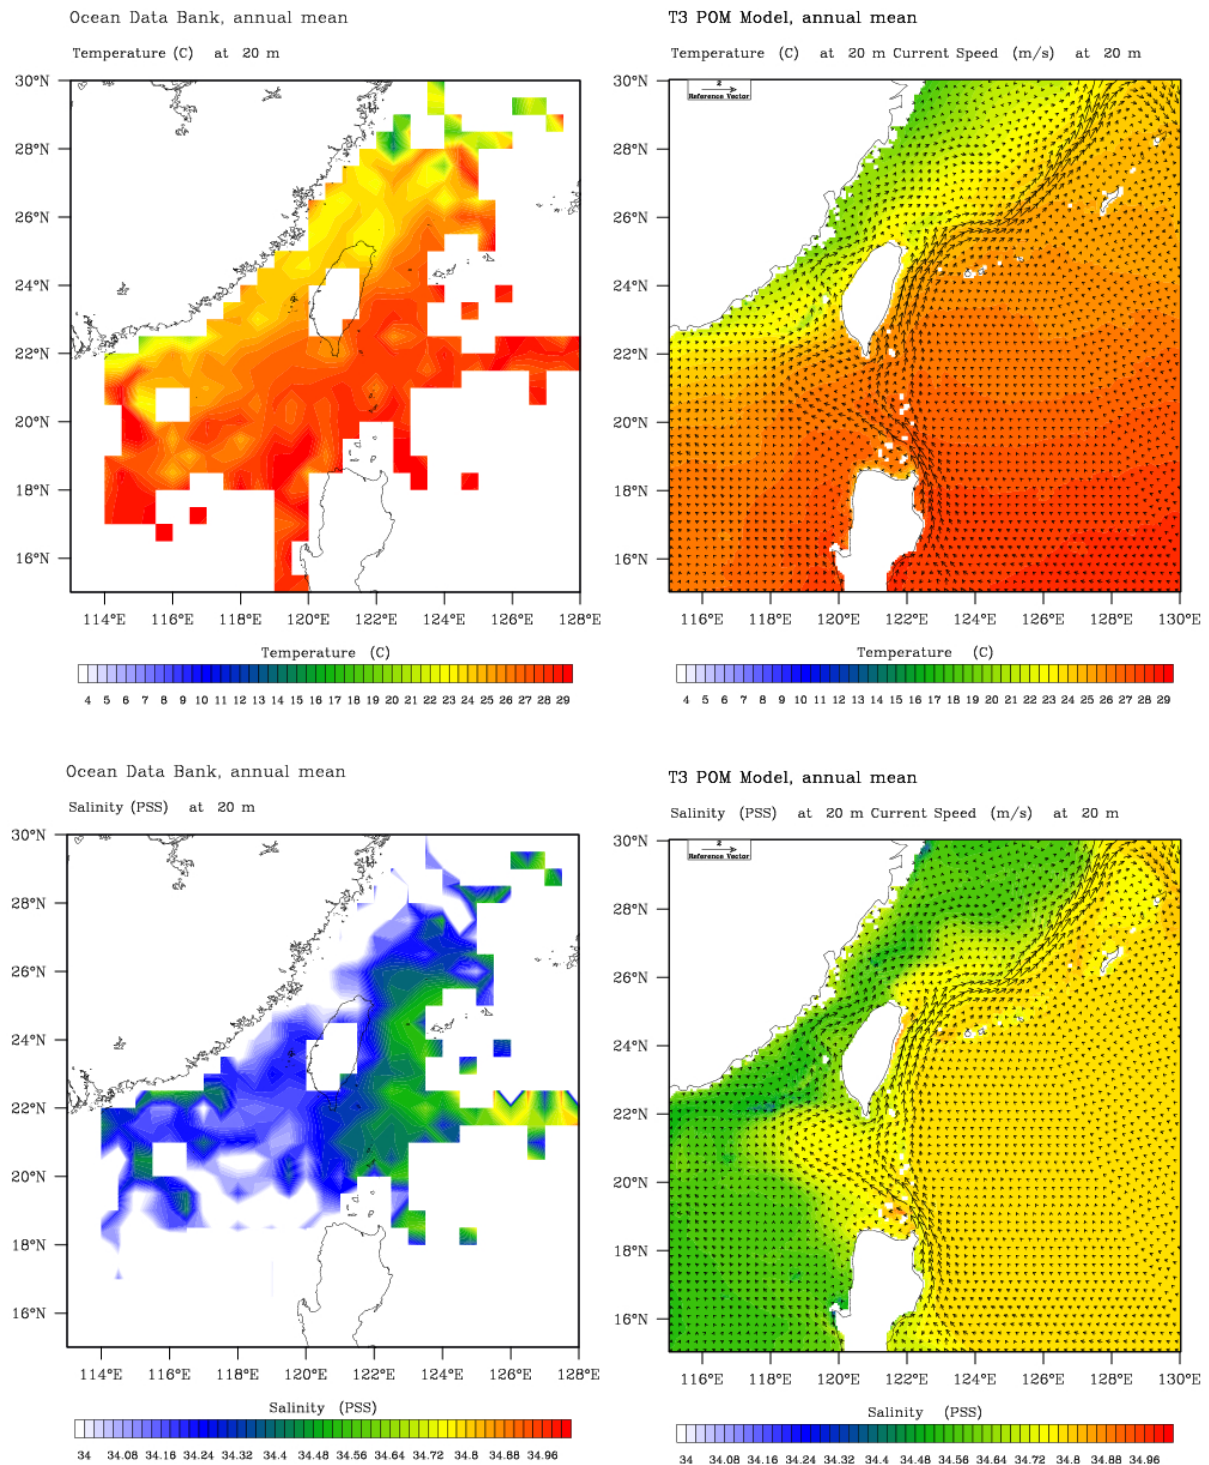 Ocean Data Bank, annual mean
Temperature (C) at 20 m
30°N
28°N
26°N
24°N
22°N
20°N
18°N
16°N
114°E 116°E 118°E 120°E 122°E 124°E 126°E 128°E
Temperature (C)
4 5 6 7 8 9 10 11 12 13 14 15 16 17 18 19 20 21 22 23 24 25 26 27 28 29
T3 POM Model, annual mean
Temperature (C) at 20 m Current Speed (m/s) at 20 m
2
Reference Vector
30°N
28°N
26°N
24°N
22°N
20°N
18°N
16°N
116°E 118°E 120°E 122°E 124°E 126°E 128°E 130°E
Temperature (C)
4 5 6 7 8 9 10 11 12 13 14 15 16 17 18 19 20 21 22 23 24 25 26 27 28 29
Ocean Data Bank, annual mean
Salinity (PSS) at 20 m
30°N
28°N
26°N
24°N
22°N
20°N
18°N
16°N
114°E 116°E 118°E 120°E 122°E 124°E 126°E 128°E
Salinity (PSS)
34 34.08 34.16 34.24 34.32 34.4 34.48 34.56 34.64 34.72 34.8 34.88 34.96
T3 POM Model, annual mean
Salinity (PSS) at 20 m Current Speed (m/s) at 20 m
2
Reference Vector
30°N
28°N
26°N
24°N
22°N
20°N
18°N
16°N
116°E 118°E 120°E 122°E 124°E 126°E 128°E 130°E
Salinity (PSS)
34 34.08 34.16 34.24 34.32 34.4 34.48 34.56 34.64 34.72 34.8 34.88 34.96